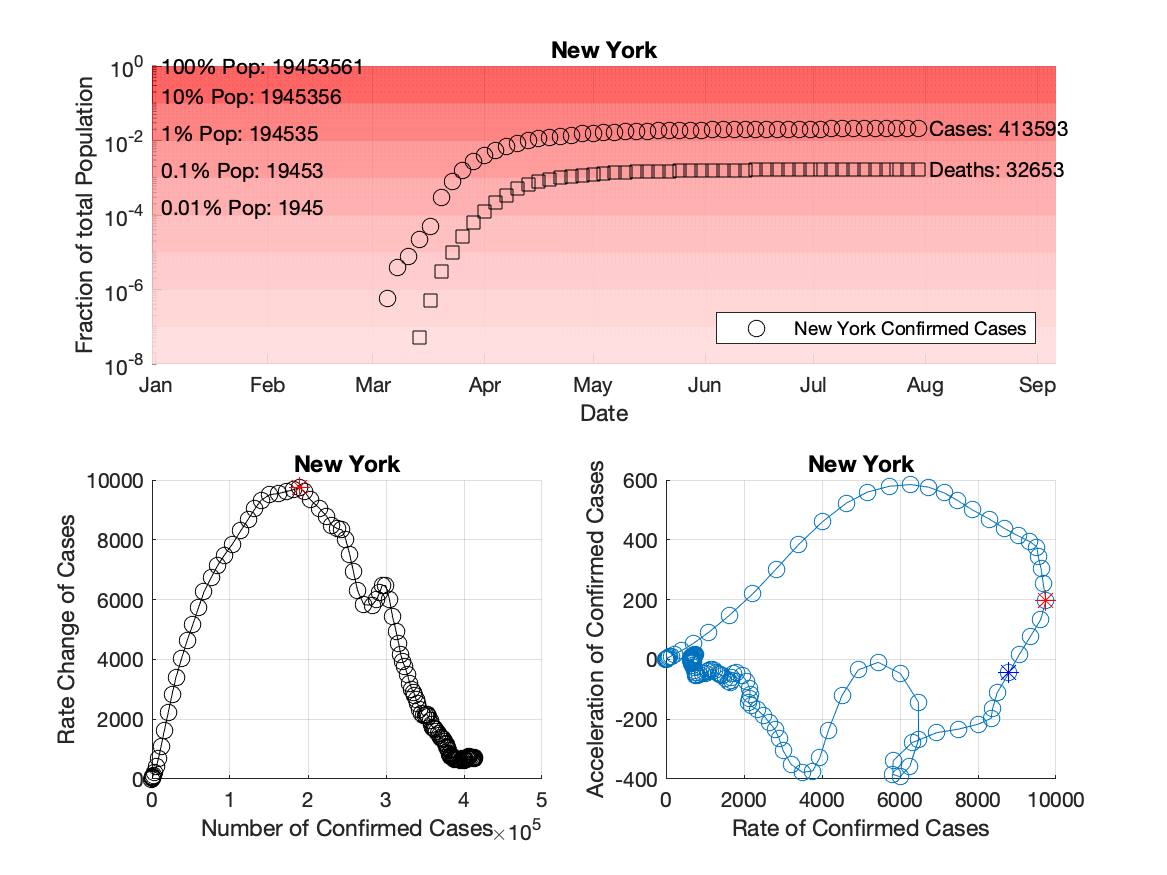 New York
10^0
10^-2
10^-4
10^-6
10^-8
Fraction of total Population
100% Pop: 19453561
10% Pop: 1945356
1% Pop: 194535
0.1% Pop: 19453
0.01% Pop: 1945
Cases: 413593
Deaths: 32653
New York Confirmed Cases
Jan Feb Mar Apr May Jun Jul Aug Sep
Date
New York
10000
8000
6000
4000
2000
0
Rate Change of Cases
0 1 2 3 4 5
Number of Confirmed Cases ×10^5
New York
600
400
200
0
-200
-400
Acceleration of Confirmed Cases
0 2000 4000 6000 8000 10000
Rate of Confirmed Cases